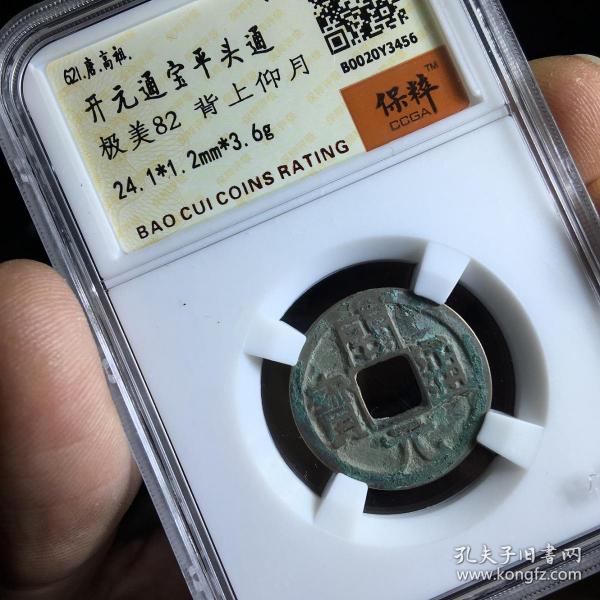 621.唐.高祖.
开元通宝平头通
极美82 背上仰月
24.1*1.2mm*3.6g
BAO CUI COINS RATING
B0020Y3456
保粹™
CCGA
開元通寶
孔夫子旧书网
www.kongfz.com